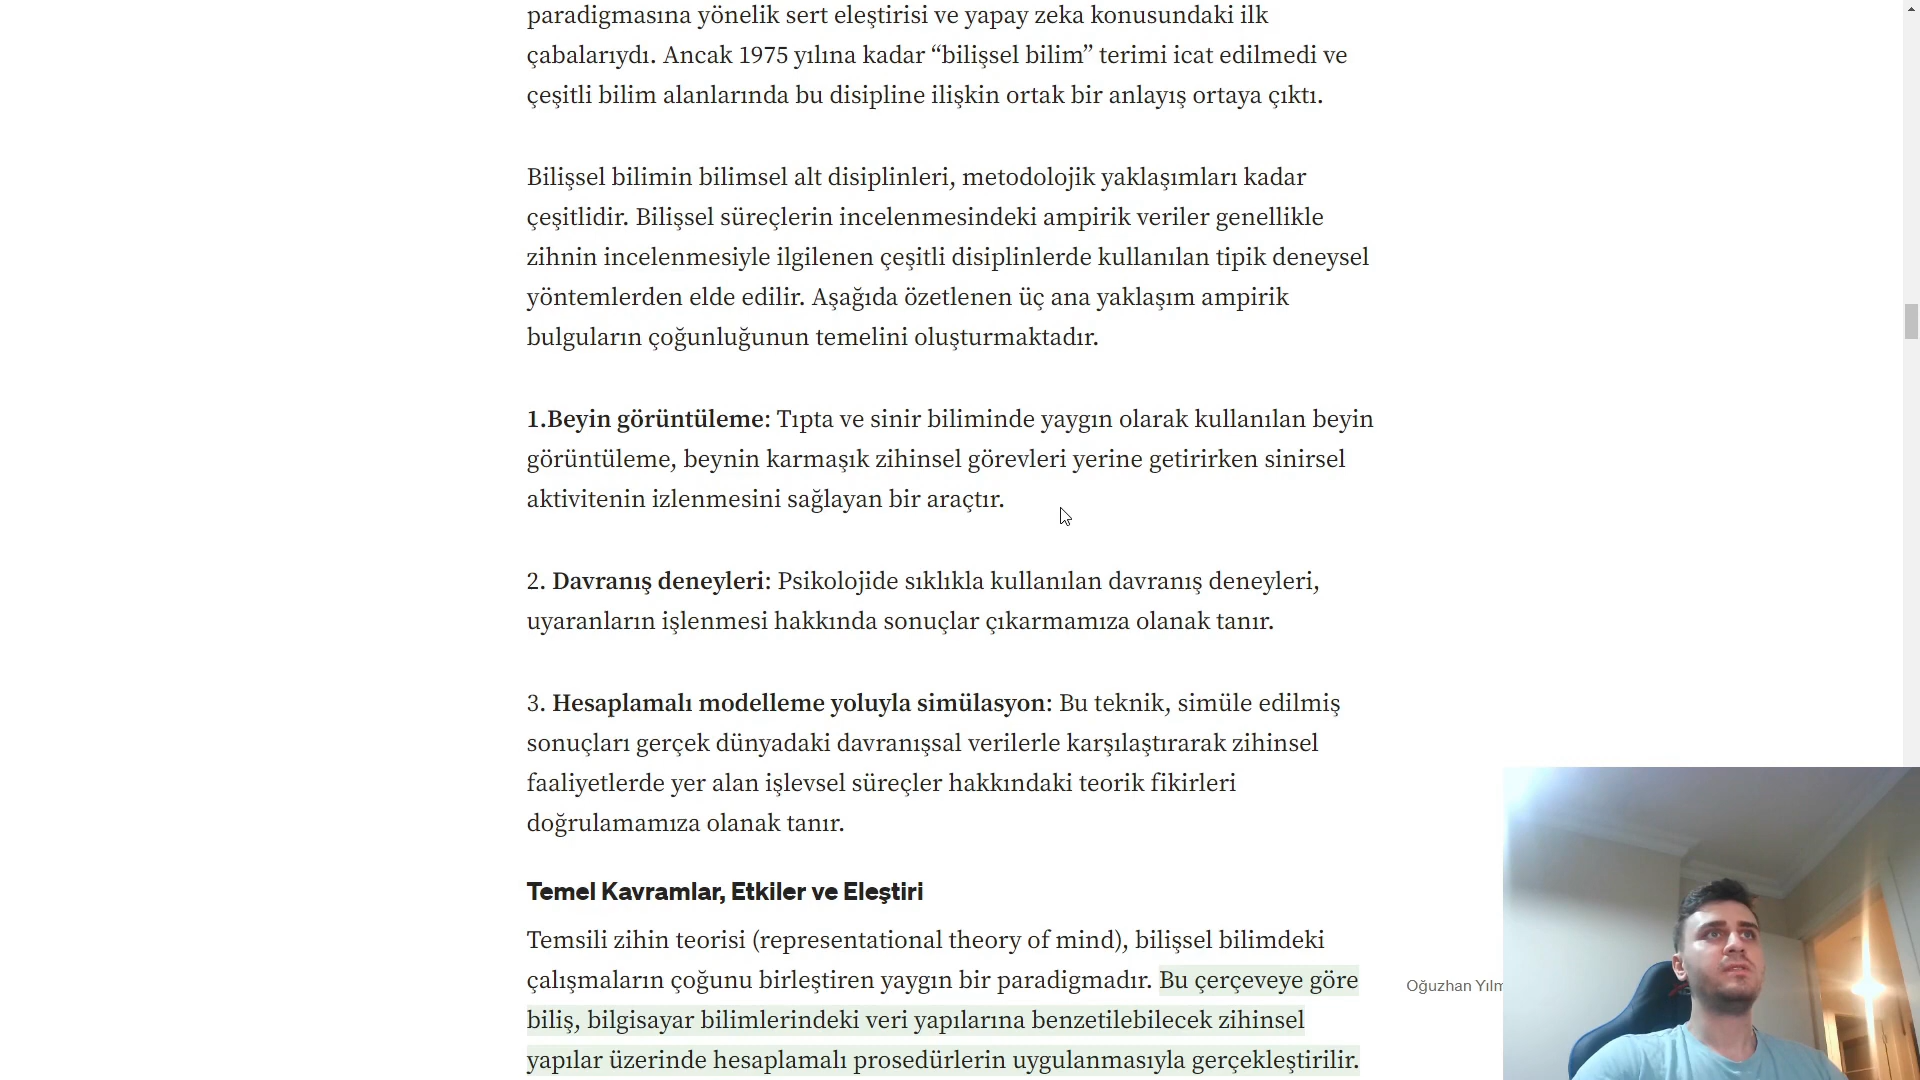 paradigmasına yönelik sert eleştirisi ve yapay zeka konusundaki ilk
çabalarıydı. Ancak 1975 yılına kadar “bilişsel bilim” terimi icat edilmedi ve
çeşitli bilim alanlarında bu disipline ilişkin ortak bir anlayış ortaya çıktı.
Bilişsel bilimin bilimsel alt disiplinleri, metodolojik yaklaşımları kadar
çeşitlidir. Bilişsel süreçlerin incelenmesindeki ampirik veriler genellikle
zihnin incelenmesiyle ilgilenen çeşitli disiplinlerde kullanılan tipik deneysel
yöntemlerden elde edilir. Aşağıda özetlenen üç ana yaklaşım ampirik
bulguların çoğunluğunun temelini oluşturmaktadır.
1.Beyin görüntüleme: Tıpta ve sinir biliminde yaygın olarak kullanılan beyin
görüntüleme, beynin karmaşık zihinsel görevleri yerine getirirken sinirsel
aktivitenin izlenmesini sağlayan bir araçtır.
2. Davranış deneyleri: Psikolojide sıklıkla kullanılan davranış deneyleri,
uyaranların işlenmesi hakkında sonuçlar çıkarmamıza olanak tanır.
3. Hesaplamalı modelleme yoluyla simülasyon: Bu teknik, simüle edilmiş
sonuçları gerçek dünyadaki davranışsal verilerle karşılaştırarak zihinsel
faaliyetlerde yer alan işlevsel süreçler hakkındaki teorik fikirleri
doğrulamamıza olanak tanır.
Temel Kavramlar, Etkiler ve Eleştiri
Temsili zihin teorisi (representational theory of mind), bilişsel bilimdeki
çalışmaların çoğunu birleştiren yaygın bir paradigmadır. Bu çerçeveye göre
biliş, bilgisayar bilimlerindeki veri yapılarına benzetilebilecek zihinsel
yapılar üzerinde hesaplamalı prosedürlerin uygulanmasıyla gerçekleştirilir.
Oğuzhan Yılm